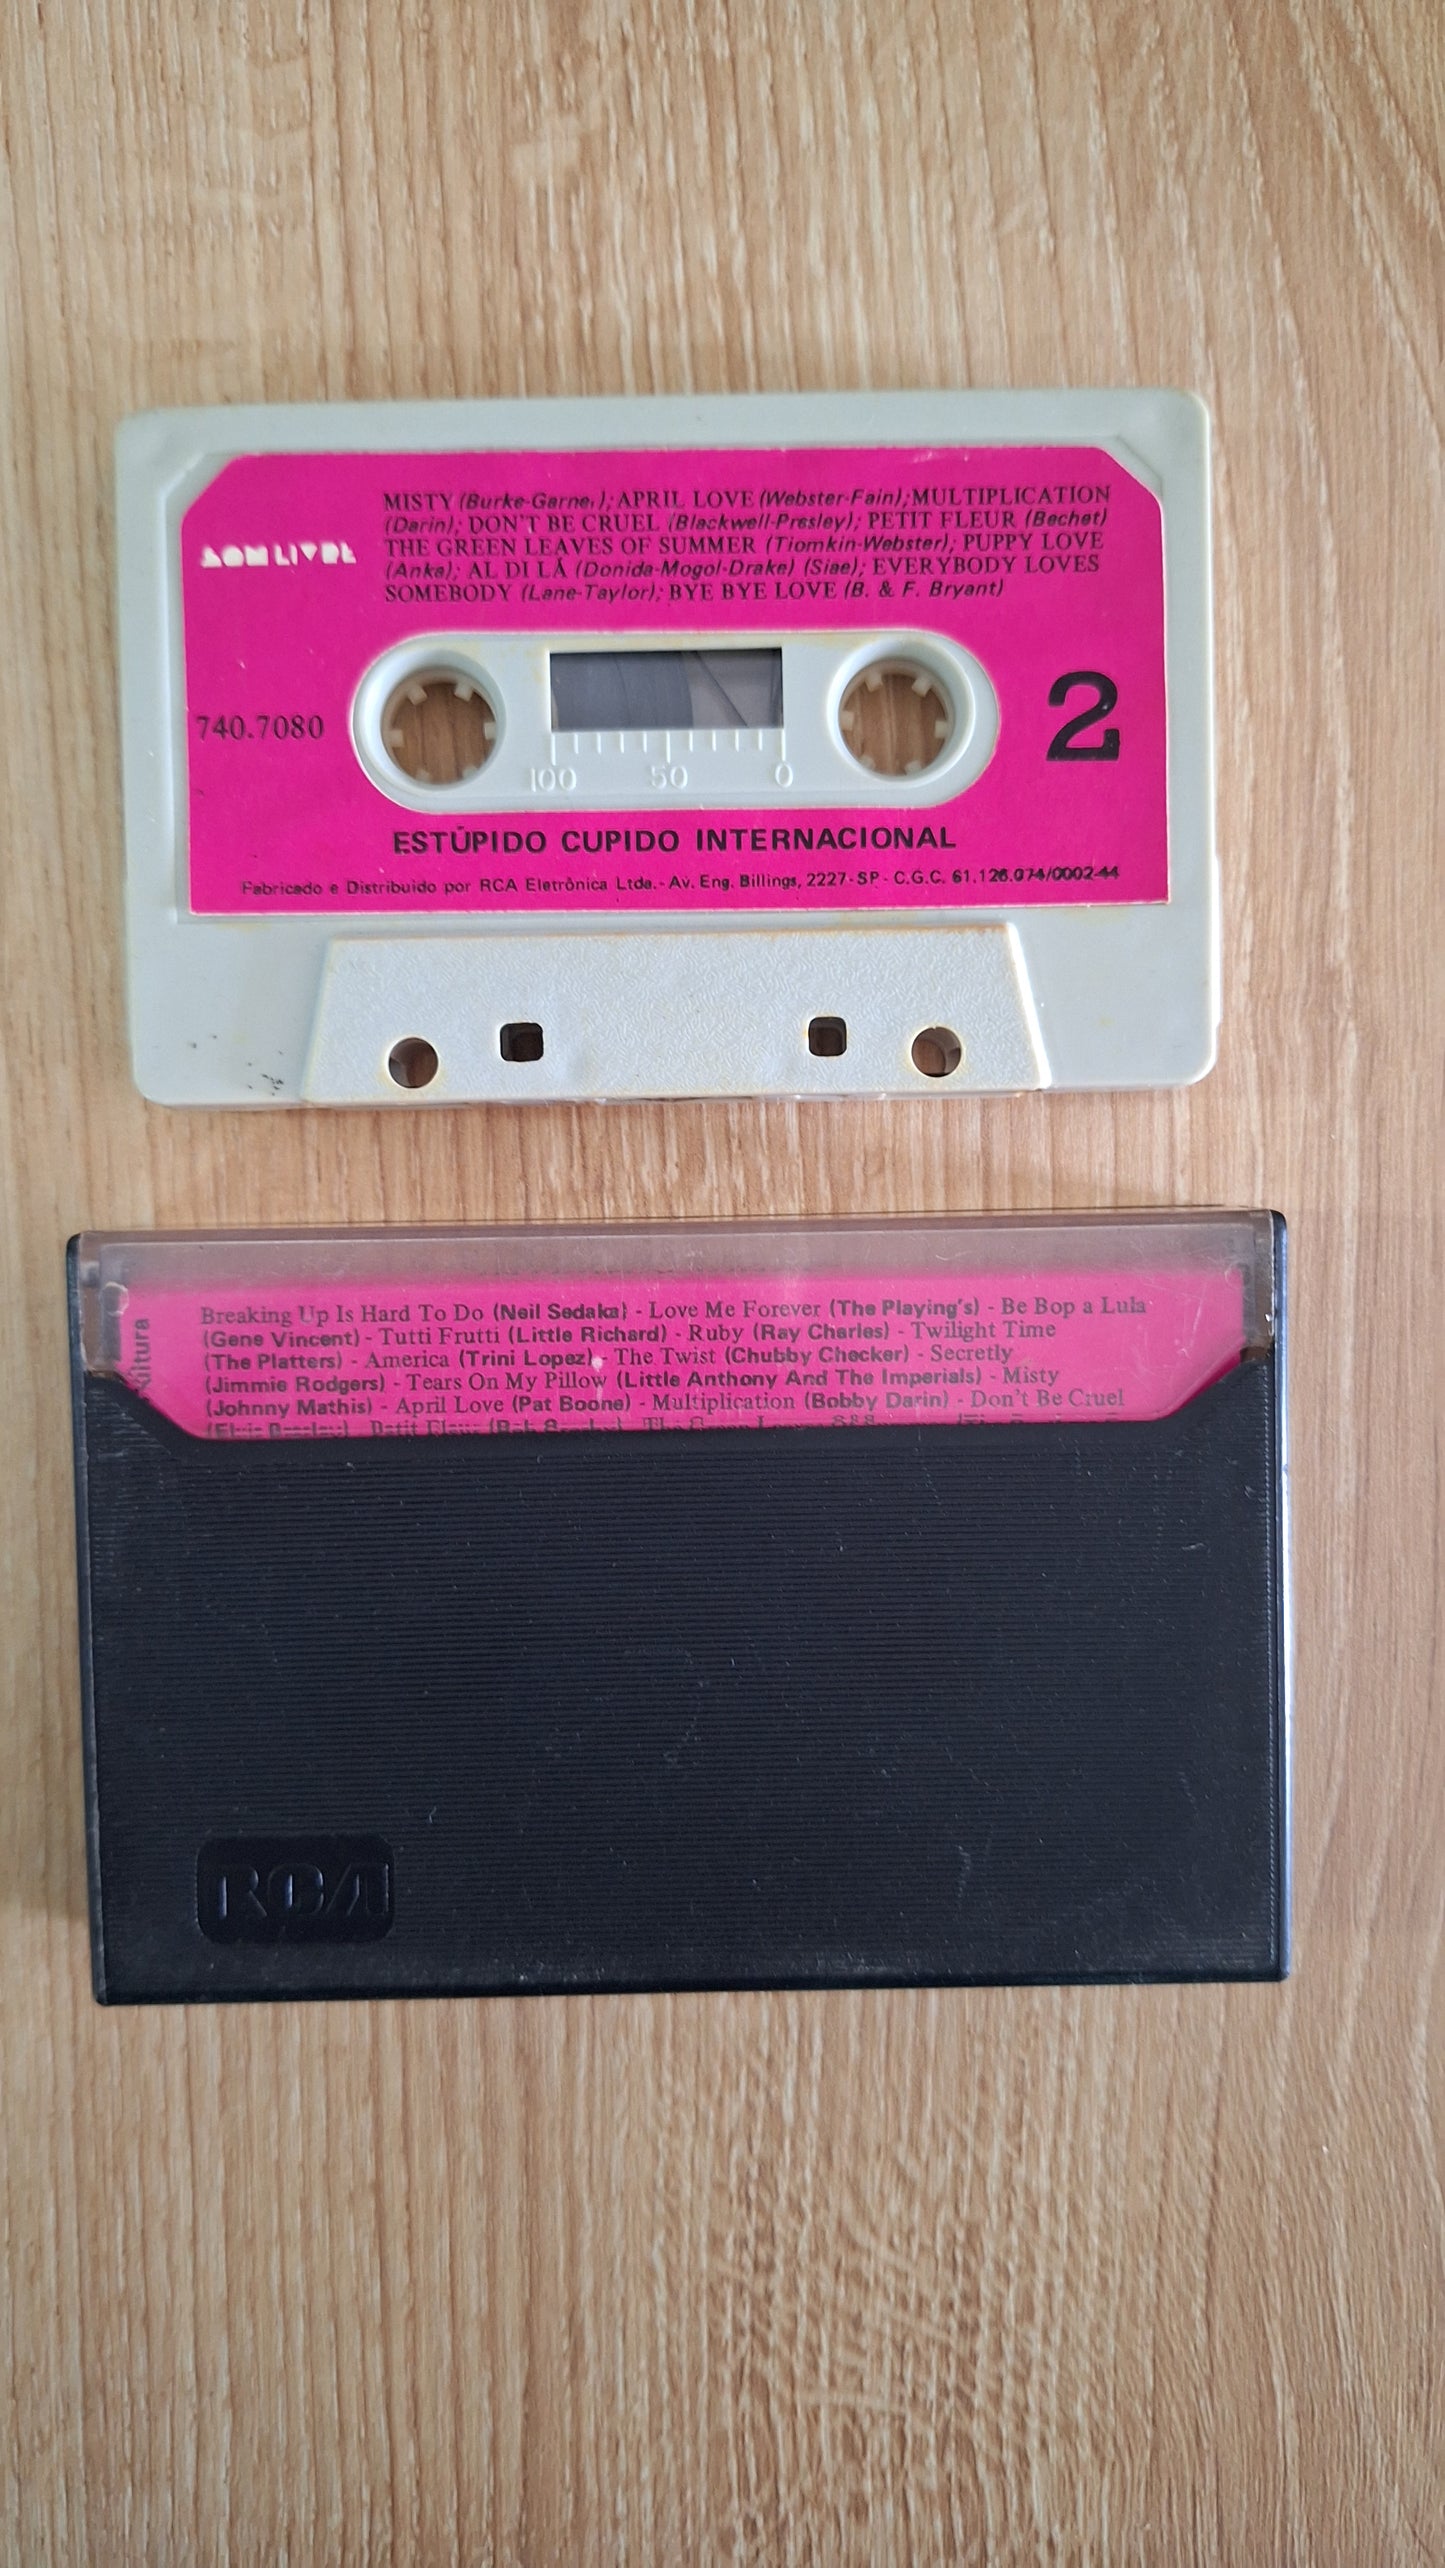 MISTY (Burke-Garne.); APRIL LOVE (Webster-Fain); MULTIPLICATION
(Darin); DON'T BE CRUEL (Blackwell-Presley); PETIT FLEUR (Bechet)
THE GREEN LEAVES OF SUMMER (Tiomkin-Webster); PUPPY LOVE
(Anka); AL DI LÁ (Donida-Mogol-Drake) (Siae); EVERYBODY LOVES
SOMEBODY (Lane-Taylor); BYE BYE LOVE (B. & F. Bryant)
SOM LIVRE
740.7080
2
100 50 0
ESTÚPIDO CUPIDO INTERNACIONAL
Fabricado e Distribuido por RCA Eletrônica Ltda. - Av. Eng. Billings, 2227 - SP - C.G.C. 61.126.074/0002-44
Breaking Up Is Hard To Do (Neil Sedaka) - Love Me Forever (The Playing's) - Be Bop a Lula
(Gene Vincent) - Tutti Frutti (Little Richard) - Ruby (Ray Charles) - Twilight Time
(The Platters) - America (Trini Lopez) - The Twist (Chubby Checker) - Secretly
(Jimmie Rodgers) - Tears On My Pillow (Little Anthony And The Imperials) - Misty
(Johnny Mathis) - April Love (Pat Boone) - Multiplication (Bobby Darin) - Don't Be Cruel
RCA